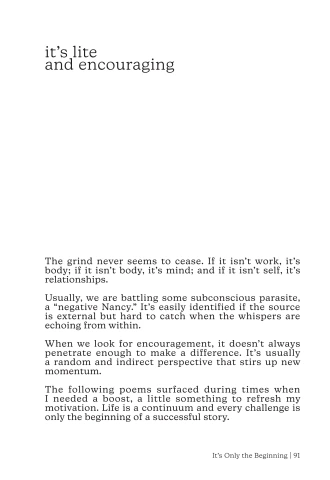 it's lite
and encouraging
The grind never seems to cease. If it isn't work, it's
body; if it isn't body, it's mind; and if it isn't self, it's
relationships.
Usually, we are battling some subconscious parasite,
a "negative Nancy." It's easily identified if the source
is external but hard to catch when the whispers are
echoing from within.
When we look for encouragement, it doesn't always
penetrate enough to make a difference. It's usually
a random and indirect perspective that stirs up new
momentum.
The following poems surfaced during times when
I needed a boost, a little something to refresh my
motivation. Life is a continuum and every challenge is
only the beginning of a successful story.
It's Only the Beginning | 91